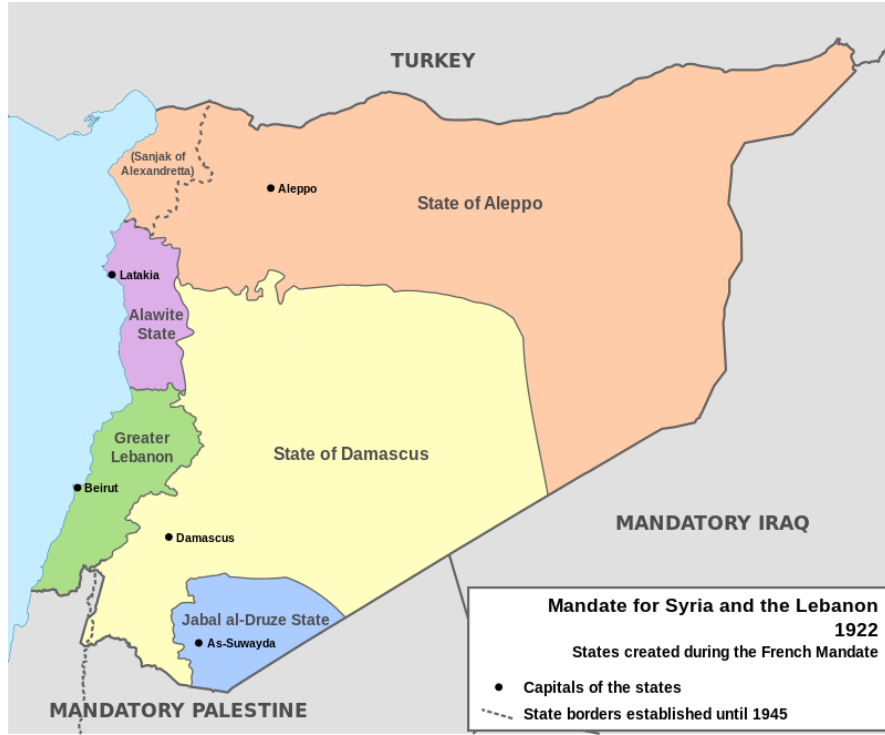 TURKEY
(Sanjak of
Alexandretta)
Aleppo
State of Aleppo
Latakia
Alawite
State
Greater
Lebanon
State of Damascus
Beirut
MANDATORY IRAQ
Damascus
Jabal al-Druze State
As-Suwayda
MANDATORY PALESTINE
Mandate for Syria and the Lebanon
1922
States created during the French Mandate
Capitals of the states
State borders established until 1945